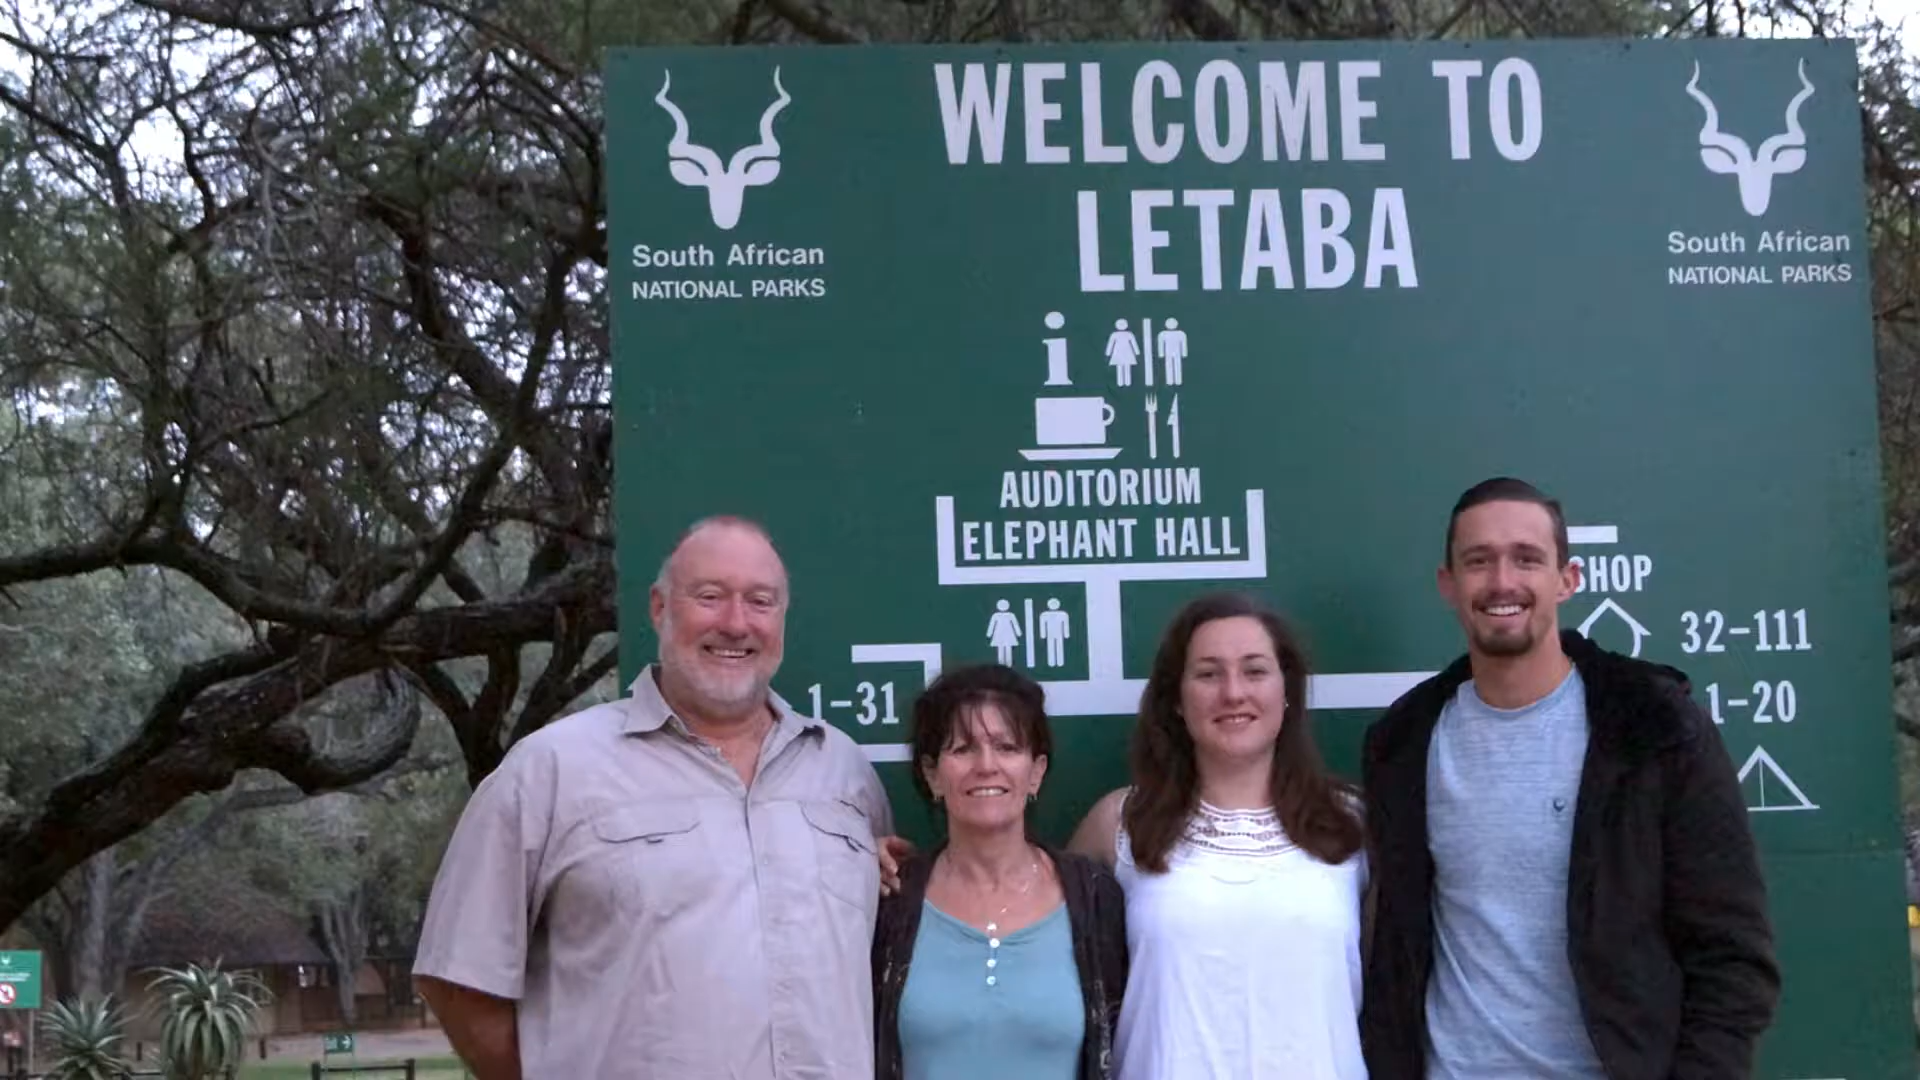 WELCOME TO
LETABA
South African
NATIONAL PARKS
South African
NATIONAL PARKS
i
AUDITORIUM
ELEPHANT HALL
SHOP
32-111
1-31
1-20